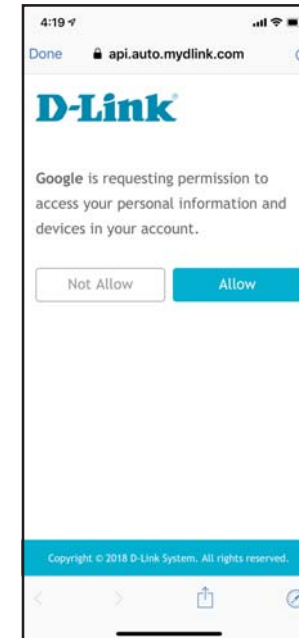 4:19
Done api.auto.mydlink.com
D-Link
Google is requesting permission to
access your personal information and
devices in your account.
Not Allow Allow
Copyright © 2018 D-Link System. All rights reserved.